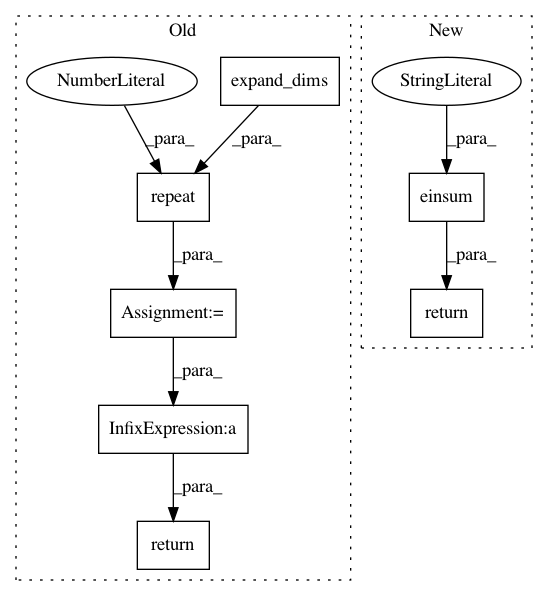 Old
New
NumberLiteral
expand_dims
StringLiteral
_para_
_para_
_para_
repeat
einsum
_para_
_para_
Assignment:=
return
_para_
InfixExpression:a
_para_
return